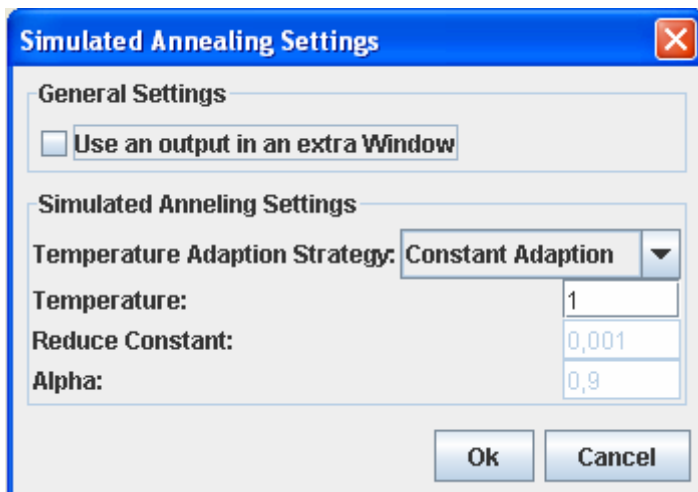 Simulated Annealing Settings
General Settings
Use an output in an extra Window
Simulated Anneling Settings
Temperature Adaption Strategy: Constant Adaption
Temperature: 1
Reduce Constant: 0,001
Alpha: 0,9
Ok Cancel